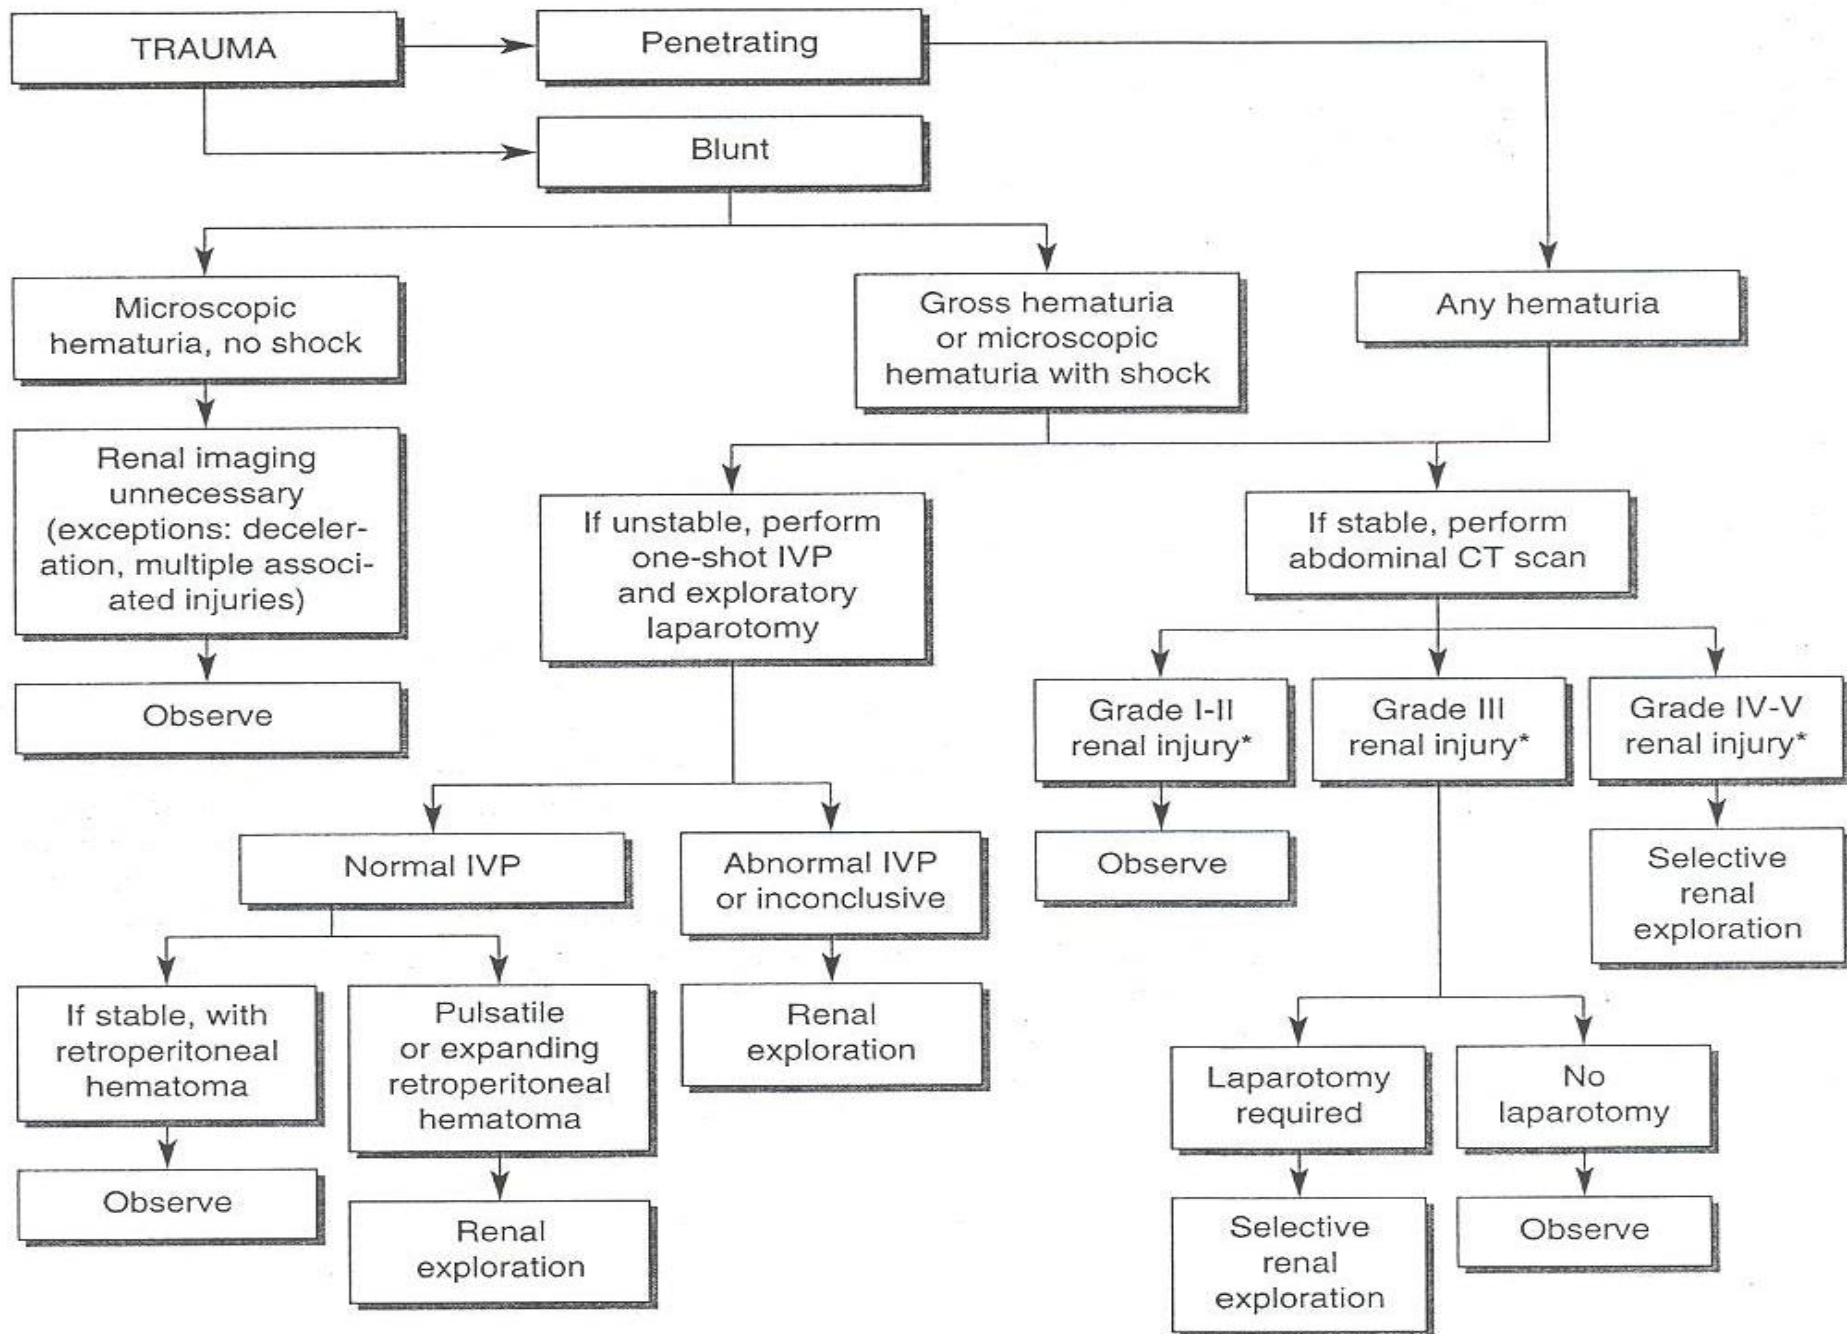 TRAUMA
Penetrating
Blunt
Microscopic
hematuria, no shock
Gross hematuria
or microscopic
hematuria with shock
Any hematuria
Renal imaging
unnecessary
(exceptions: deceler-
ation, multiple associ-
ated injuries)
If unstable, perform
one-shot IVP
and exploratory
laparotomy
If stable, perform
abdominal CT scan
Observe
Grade I-II
renal injury*
Grade III
renal injury*
Grade IV-V
renal injury*
Normal IVP
Abnormal IVP
or inconclusive
Observe
Selective
renal
exploration
If stable, with
retroperitoneal
hematoma
Pulsatile
or expanding
retroperitoneal
hematoma
Renal
exploration
Laparotomy
required
No
laparotomy
Observe
Renal
exploration
Selective
renal
exploration
Observe